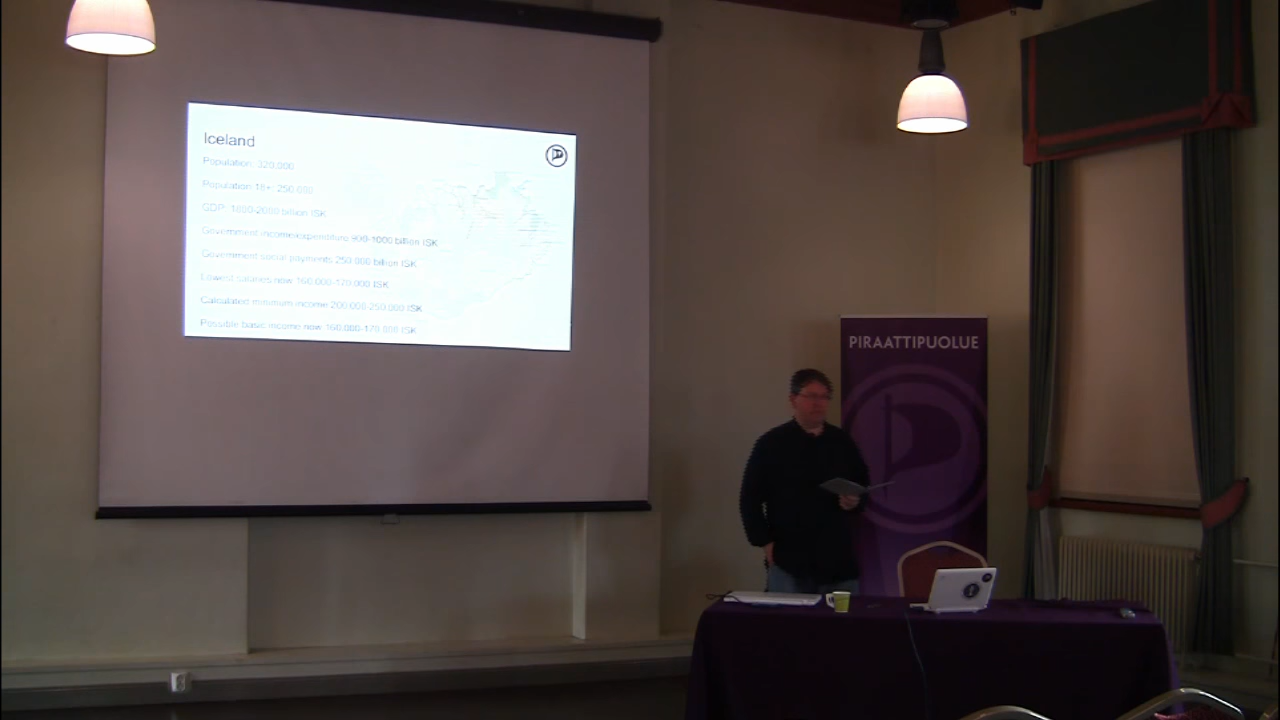 Iceland
Population: 320,000
Population 18+: 250 000
GDP: 1800-2000 billion ISK
Government income/expenditure 900-1000 billion ISK
Government social payments 250 000 billion ISK
Lowest salaries now 160,000-170,000 ISK
Calculated minimum income 200,000-250,000 ISK
Possible basic income now 160,000-170,000 ISK
PIRAATTIPUOLUE